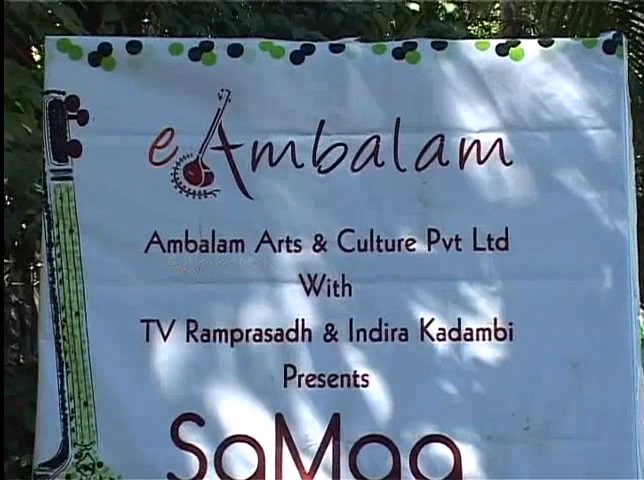 eAmbalam
Ambalam Arts & Culture Pvt Ltd
With
TV Ramprasadh & Indira Kadambi
Presents
SaMaa